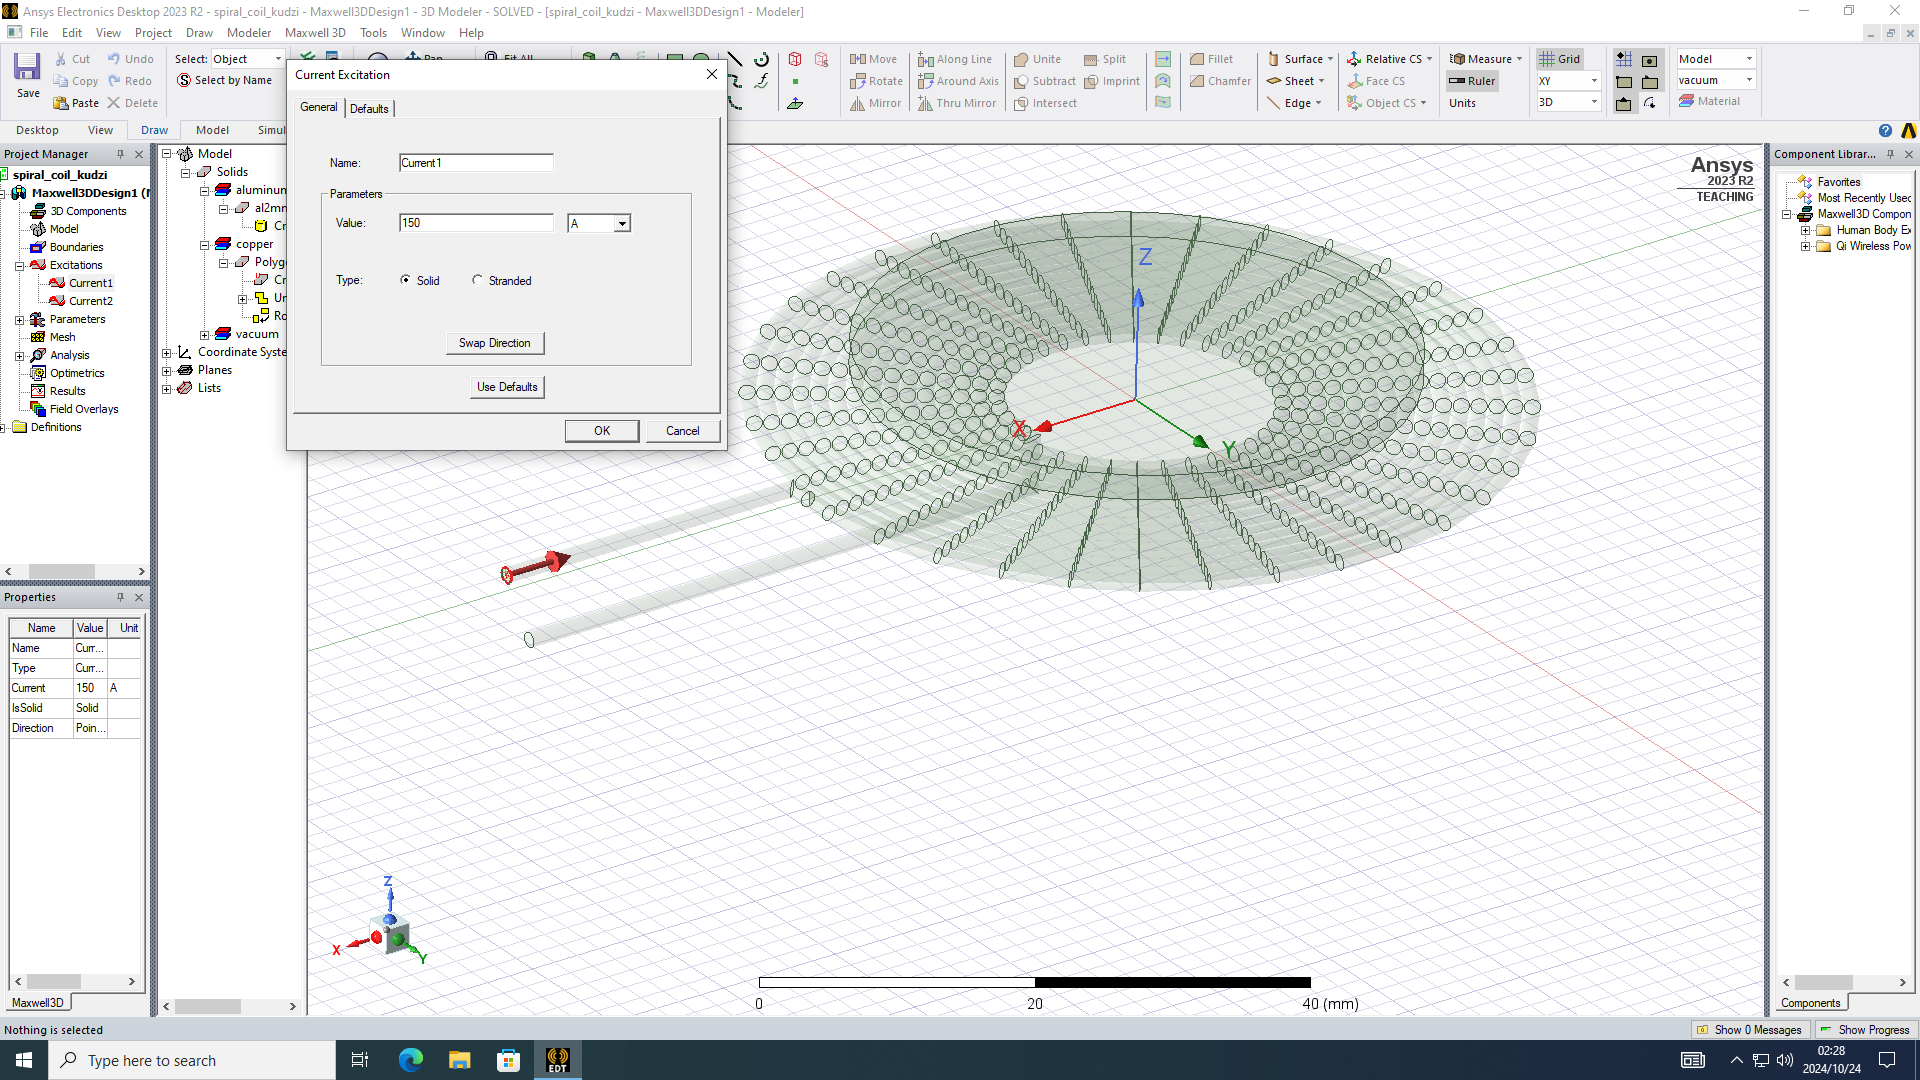 Ansys Electronics Desktop 2023 R2 - spiral_coil_kudzi - Maxwell3DDesign1 - 3D Modeler - SOLVED - [spiral_coil_kudzi - Maxwell3DDesign1 - Modeler]
File Edit View Project Draw Modeler Maxwell 3D Tools Window Help
Save
Cut Undo
Copy Redo
Paste Delete
Select: Object
Select by Name
Pan
Fit All
Move Along Line Unite Split Fillet Surface Relative CS Measure Grid Model
Rotate Around Axis Subtract Imprint Chamfer Sheet Face CS Ruler XY vacuum
Mirror Thru Mirror Intersect Edge Object CS Units 3D Material
Desktop View Draw Model Simul
Project Manager
spiral_coil_kudzi
Maxwell3DDesign1
3D Components
Model
Boundaries
Excitations
Current1
Current2
Parameters
Mesh
Analysis
Optimetrics
Results
Field Overlays
Definitions
Model
Solids
aluminum
al2mm
Cr
copper
Polyg
Cr
Un
Ro
vacuum
Coordinate Syste
Planes
Lists
Current Excitation
General Defaults
Name: Current1
Parameters
Value: 150 A
Type: Solid Stranded
Swap Direction
Use Defaults
OK Cancel
Ansys
2023 R2
TEACHING
Z
X
Y
Z
X
Y
0 20 40 (mm)
Component Librar...
Favorites
Most Recently Used
Maxwell3D Compon
Human Body Ex
Qi Wireless Pow
Components
Properties
Name Value Unit
Name Curr...
Type Curr...
Current 150 A
IsSolid Solid
Direction Poin...
Maxwell3D
Nothing is selected
Show 0 Messages Show Progress
Type here to search
EDT
02:28
2024/10/24